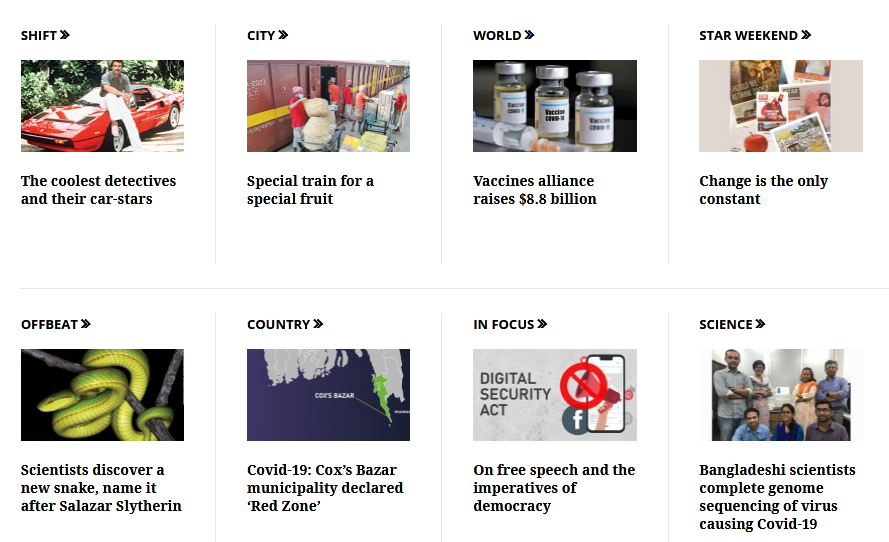 SHIFT
CITY
WORLD
STAR WEEKEND
Vaccine
COVID-19
The coolest detectives
and their car-stars
Special train for a
special fruit
Vaccines alliance
raises $8.8 billion
Change is the only
constant
OFFBEAT
COUNTRY
IN FOCUS
SCIENCE
COX'S BAZAR
DIGITAL
SECURITY
ACT
f
Scientists discover a
new snake, name it
after Salazar Slytherin
Covid-19: Cox’s Bazar
municipality declared
‘Red Zone’
On free speech and the
imperatives of
democracy
Bangladeshi scientists
complete genome
sequencing of virus
causing Covid-19